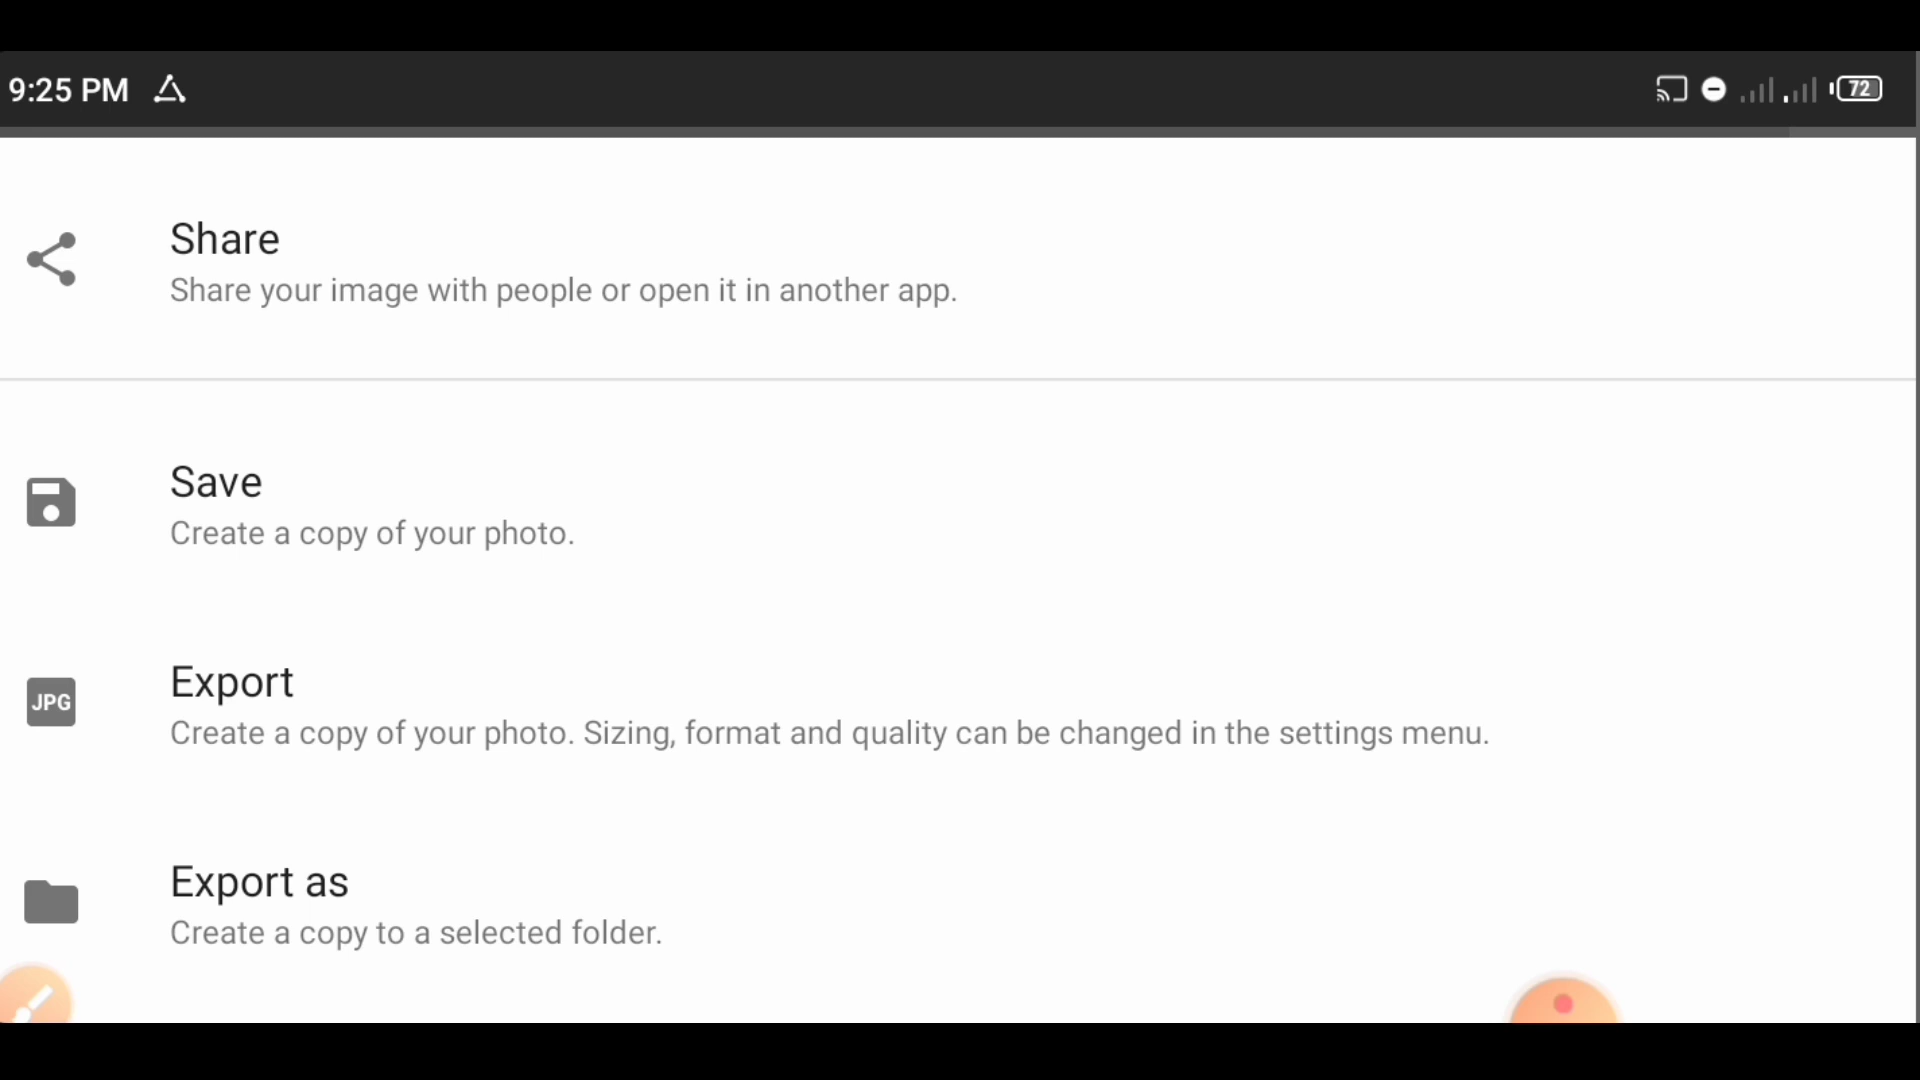 9:25 PM
72
Share
Share your image with people or open it in another app.
Save
Create a copy of your photo.
JPG
Export
Create a copy of your photo. Sizing, format and quality can be changed in the settings menu.
Export as
Create a copy to a selected folder.